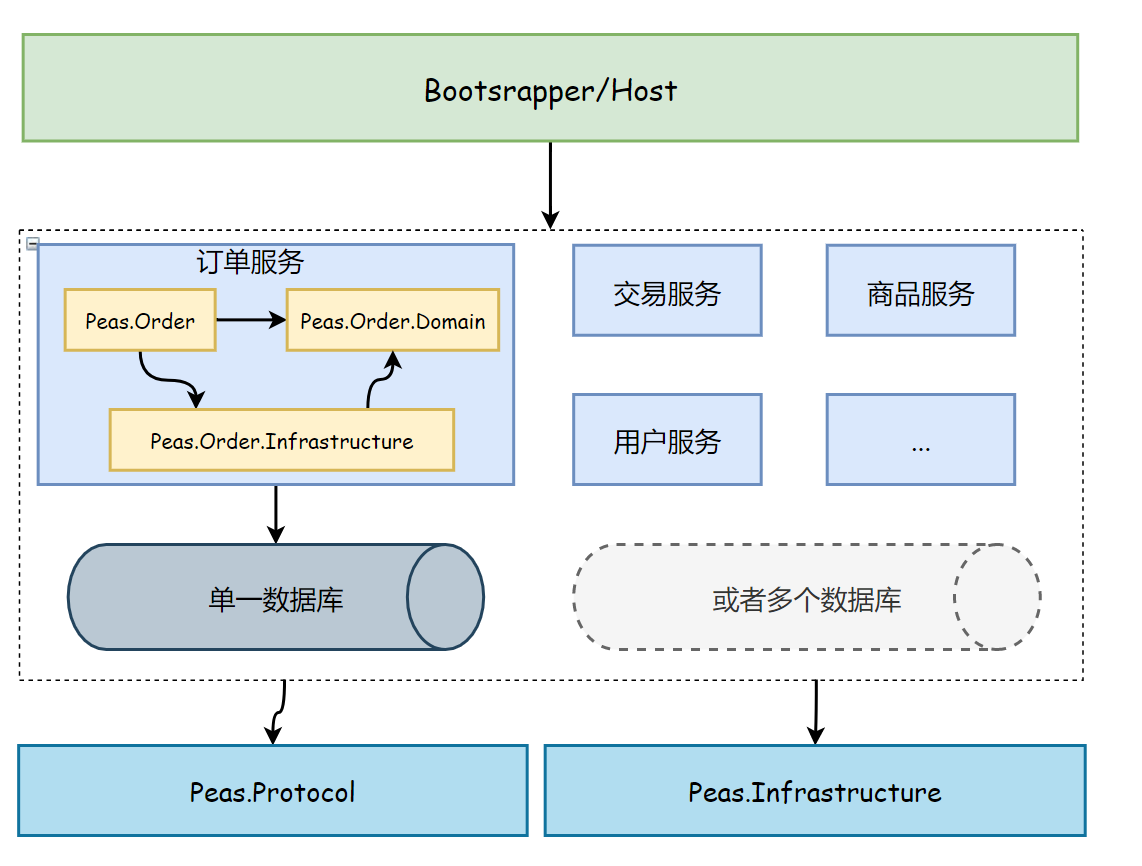 Bootsrapper/Host
订单服务
Peas.Order
Peas.Order.Domain
Peas.Order.Infrastructure
交易服务
商品服务
用户服务
...
单一数据库
或者多个数据库
Peas.Protocol
Peas.Infrastructure